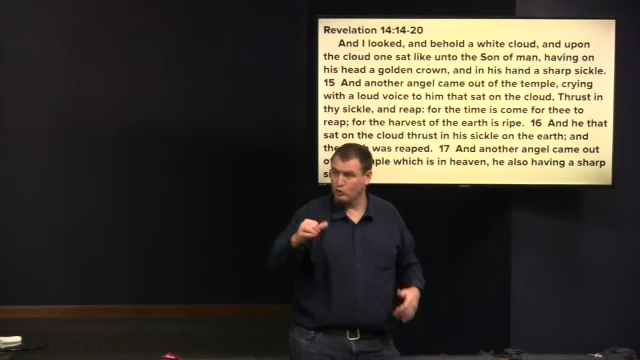 Revelation 14:14-20
And I looked, and behold a white cloud, and upon
the cloud one sat like unto the Son of man, having on
his head a golden crown, and in his hand a sharp sickle.
15 And another angel came out of the temple, crying
with a loud voice to him that sat on the cloud, Thrust in
thy sickle, and reap: for the time is come for thee to
reap; for the harvest of the earth is ripe. 16 And he that
sat on the cloud thrust in his sickle on the earth; and
was reaped. 17 And another angel came out
which is in heaven, he also having a sharp